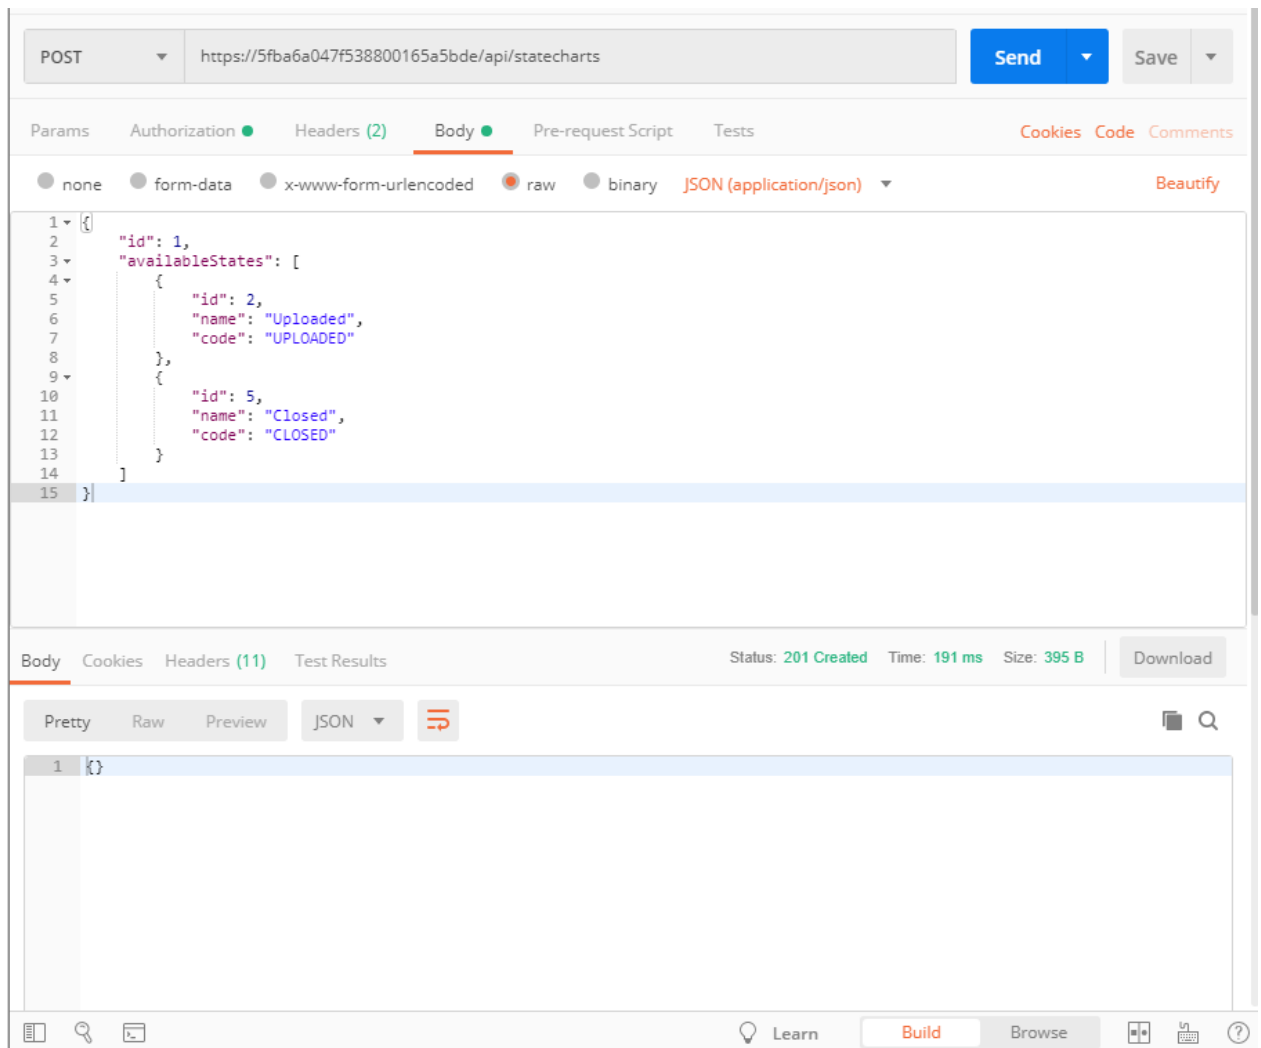 POST https://5fba6a047f538800165a5bde/api/statecharts Send Save
Params Authorization Headers (2) Body Pre-request Script Tests Cookies Code Comments
none form-data x-www-form-urlencoded raw binary JSON (application/json) Beautify
1 {
2 "id": 1,
3 "availableStates": [
4 {
5 "id": 2,
6 "name": "Uploaded",
7 "code": "UPLOADED"
8 },
9 {
10 "id": 5,
11 "name": "Closed",
12 "code": "CLOSED"
13 }
14 ]
15 }
Body Cookies Headers (11) Test Results Status: 201 Created Time: 191 ms Size: 395 B Download
Pretty Raw Preview JSON
1 {}
Learn Build Browse